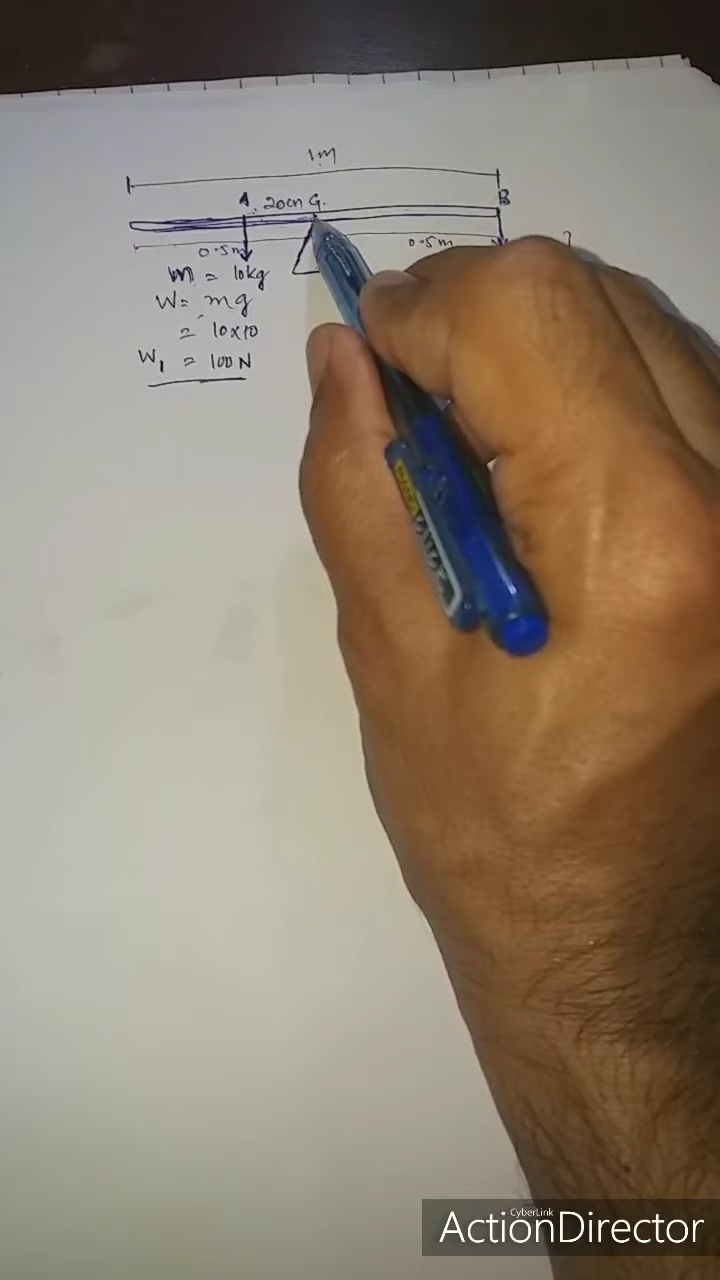 1m
A 20cm G. B
0.5m 0.5m ?
m = 10kg
W = mg
= 10x10
W₁ = 100N
CyberLink
ActionDirector